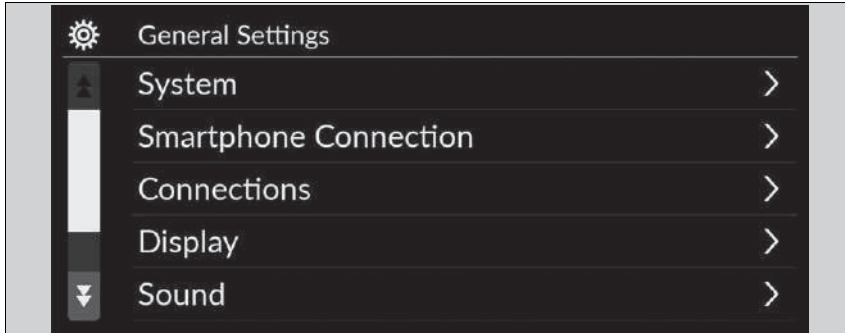 General Settings
System
Smartphone Connection
Connections
Display
Sound